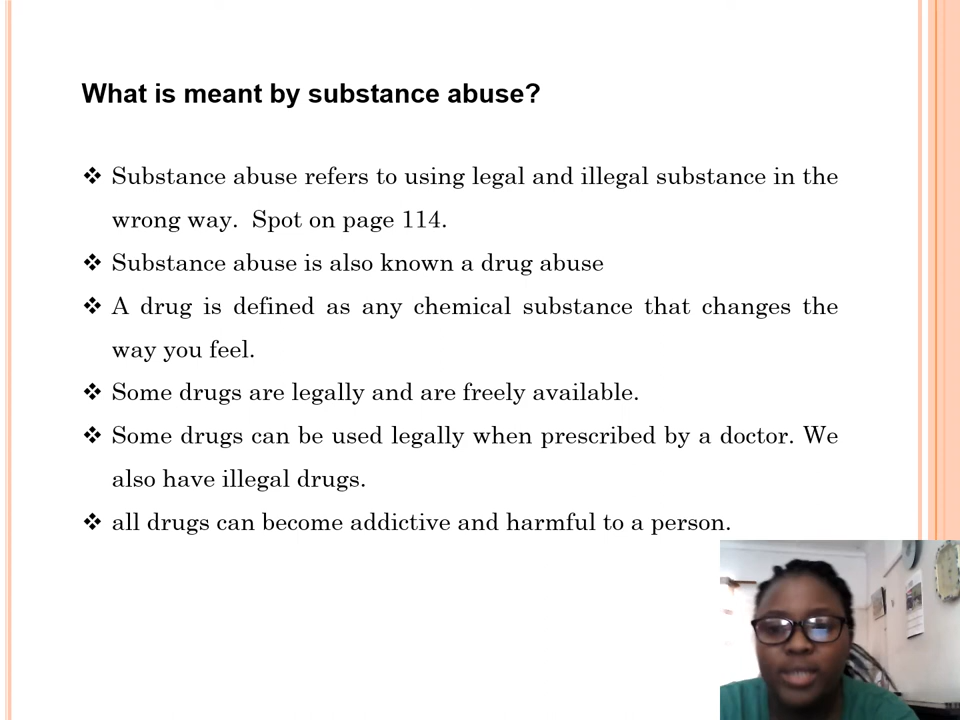 What is meant by substance abuse?
❖ Substance abuse refers to using legal and illegal substance in the
wrong way.  Spot on page 114.
❖ Substance abuse is also known a drug abuse
❖ A drug is defined as any chemical substance that changes the
way you feel.
❖ Some drugs are legally and are freely available.
❖ Some drugs can be used legally when prescribed by a doctor. We
also have illegal drugs.
❖ all drugs can become addictive and harmful to a person.